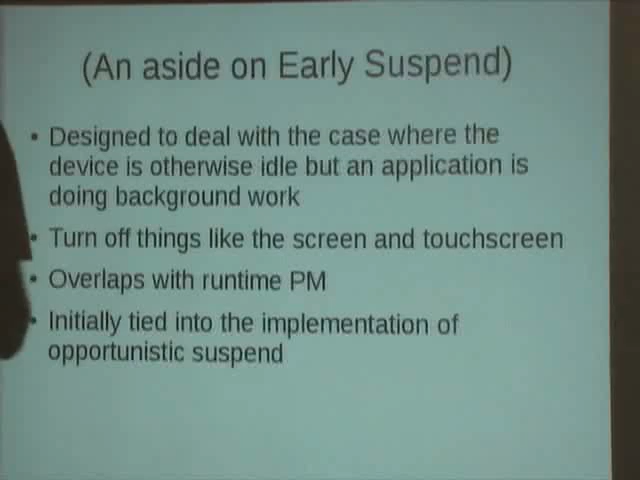 (An aside on Early Suspend)
• Designed to deal with the case where the
device is otherwise idle but an application is
doing background work
• Turn off things like the screen and touchscreen
• Overlaps with runtime PM
• Initially tied into the implementation of
opportunistic suspend